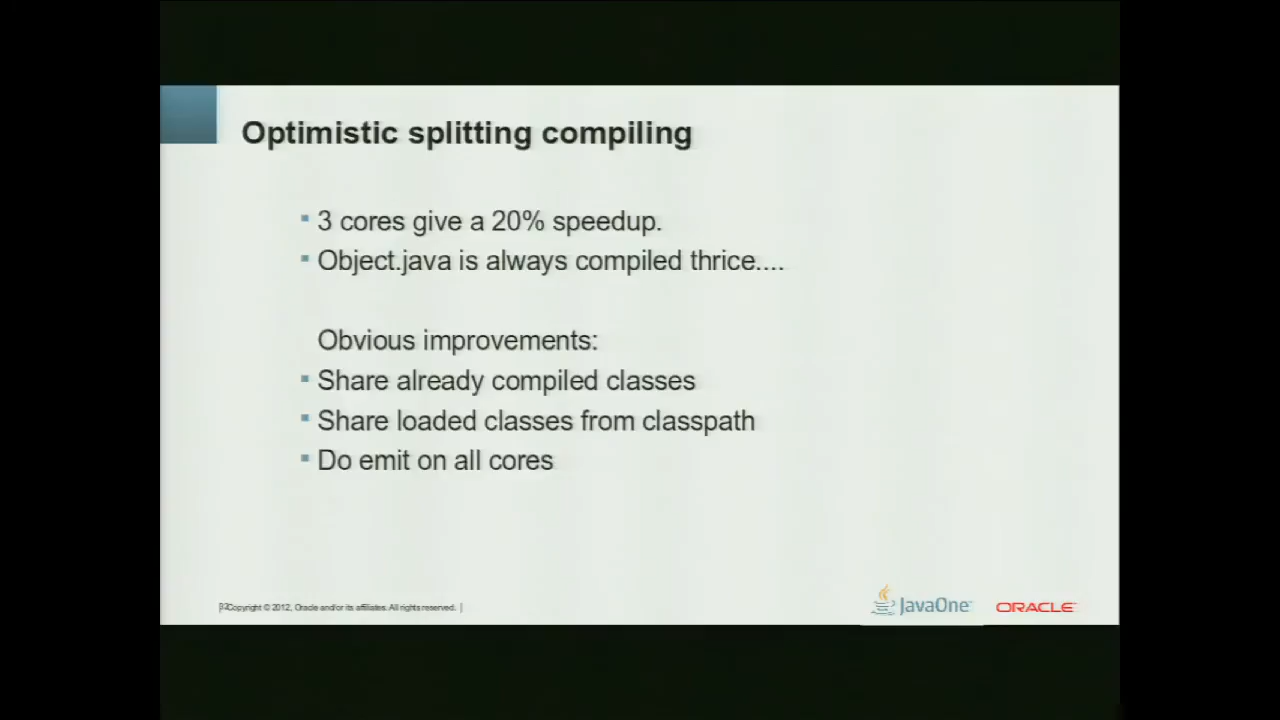 Optimistic splitting compiling
3 cores give a 20% speedup.
Object.java is always compiled thrice....
Obvious improvements:
Share already compiled classes
Share loaded classes from classpath
Do emit on all cores
Copyright © 2012, Oracle and/or its affiliates. All rights reserved. |
JavaOne
ORACLE